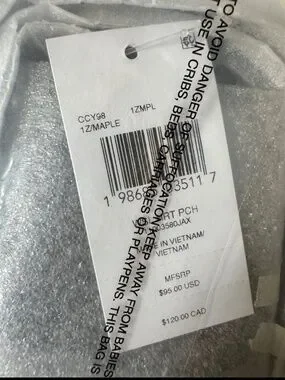 TO AVOID DANGER OF SUFFOCATION KEEP AWAY FROM BABIES
T USE IN CRIBS, BEDS, CARRIAGES OR PLAYPENS. THIS BAG IS
CCY98 1ZMPL
1Z/MAPLE
1 9868 3511 7
RT PCH
3580JAX
E IN VIETNAM/
VIETNAM
MFSRP
$95.00 USD
$120.00 CAD